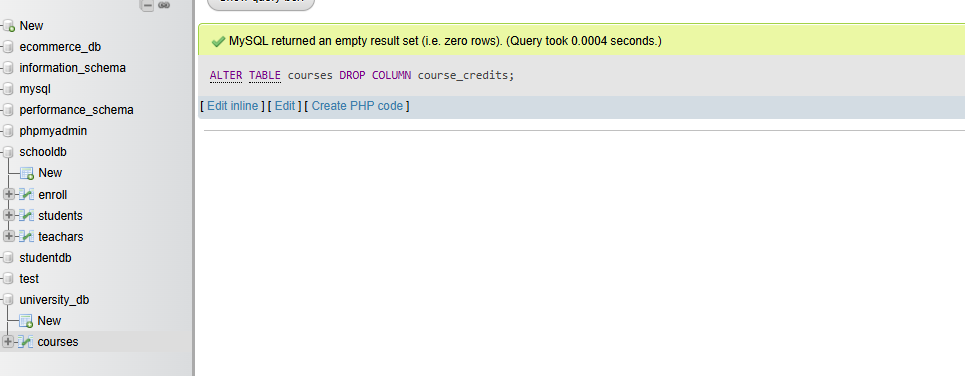 New
ecommerce_db
information_schema
mysql
performance_schema
phpmyadmin
schooldb
New
enroll
students
teachars
studentdb
test
university_db
New
courses
MySQL returned an empty result set (i.e. zero rows). (Query took 0.0004 seconds.)
ALTER TABLE courses DROP COLUMN course_credits;
[ Edit inline ] [ Edit ] [ Create PHP code ]